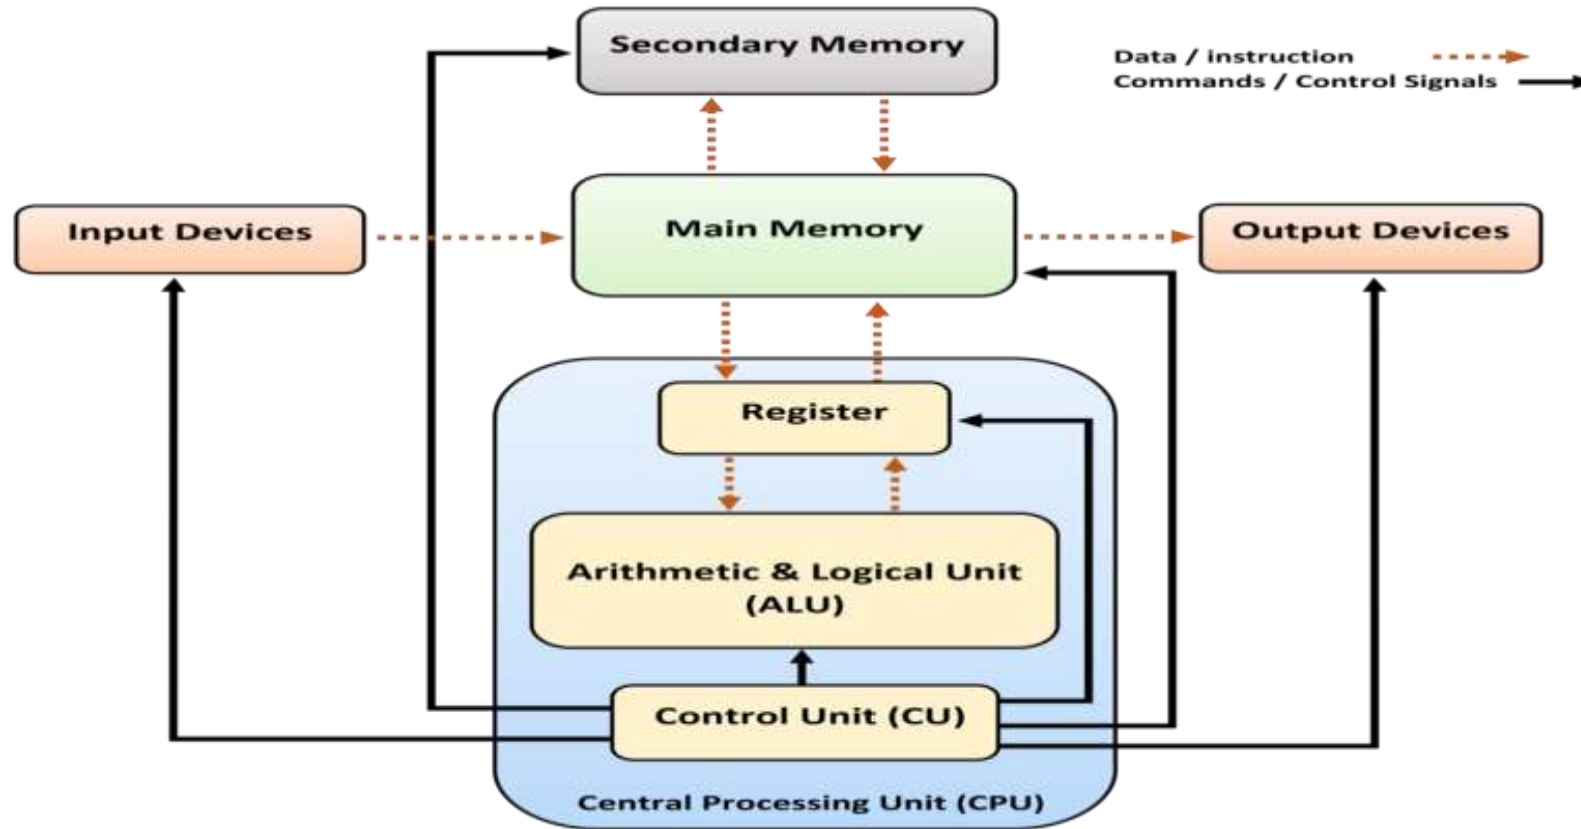 Secondary Memory
Data / instruction
Commands / Control Signals
Input Devices
Main Memory
Output Devices
Register
Arithmetic & Logical Unit
(ALU)
Control Unit (CU)
Central Processing Unit (CPU)